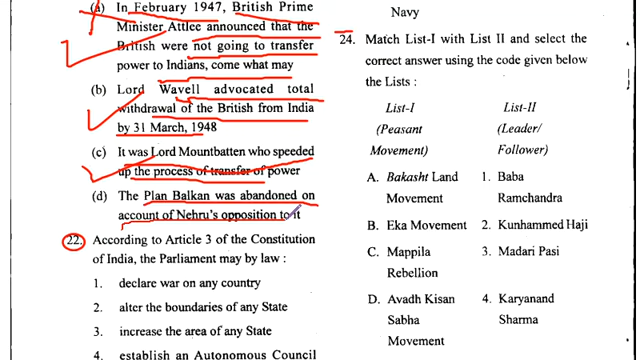 (a) In February 1947, British Prime
Minister Attlee announced that the
British were not going to transfer
power to Indians, come what may
(b) Lord Wavell advocated total
withdrawal of the British from India
by 31 March, 1948
(c) It was Lord Mountbatten who speeded
up the process of transfer of power
(d) The Plan Balkan was abandoned on
account of Nehru's opposition to it
22. According to Article 3 of the Constitution
of India, the Parliament may by law :
1. declare war on any country
2. alter the boundaries of any State
3. increase the area of any State
4. establish an Autonomous Council
Navy
24. Match List-I with List II and select the
correct answer using the code given below
the Lists :
List-I List-II
(Peasant (Leader/
Movement) Follower)
A. Bakasht Land 1. Baba
Movement Ramchandra
B. Eka Movement 2. Kunhammed Haji
C. Mappila 3. Madari Pasi
Rebellion
D. Avadh Kisan 4. Karyanand
Sabha Sharma
Movement